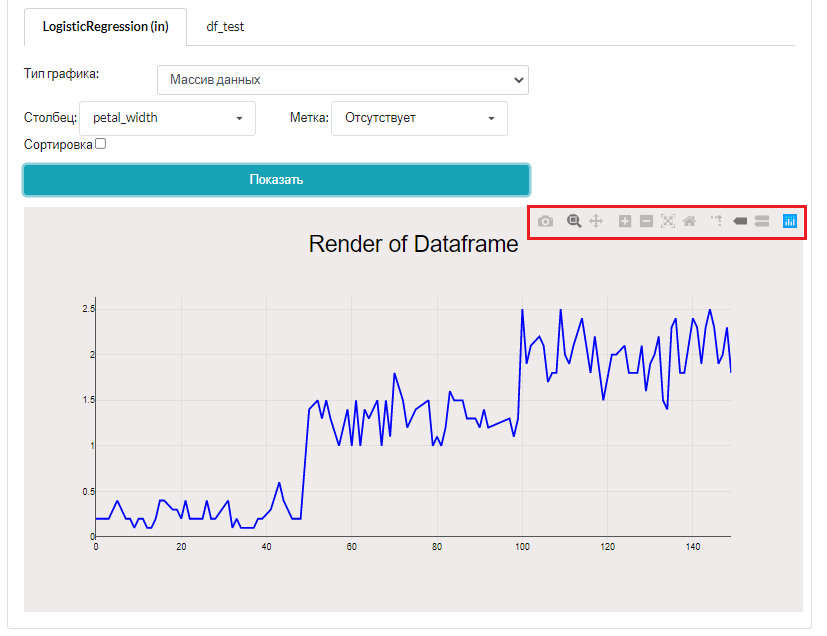 LogisticRegression (in) df_test
Тип графика: Массив данных
Столбец: petal_width Метка: Отсутствует
Сортировка
Показать
Render of Dataframe
2.5
2
1.5
1
0.5
0
0 20 40 60 80 100 120 140